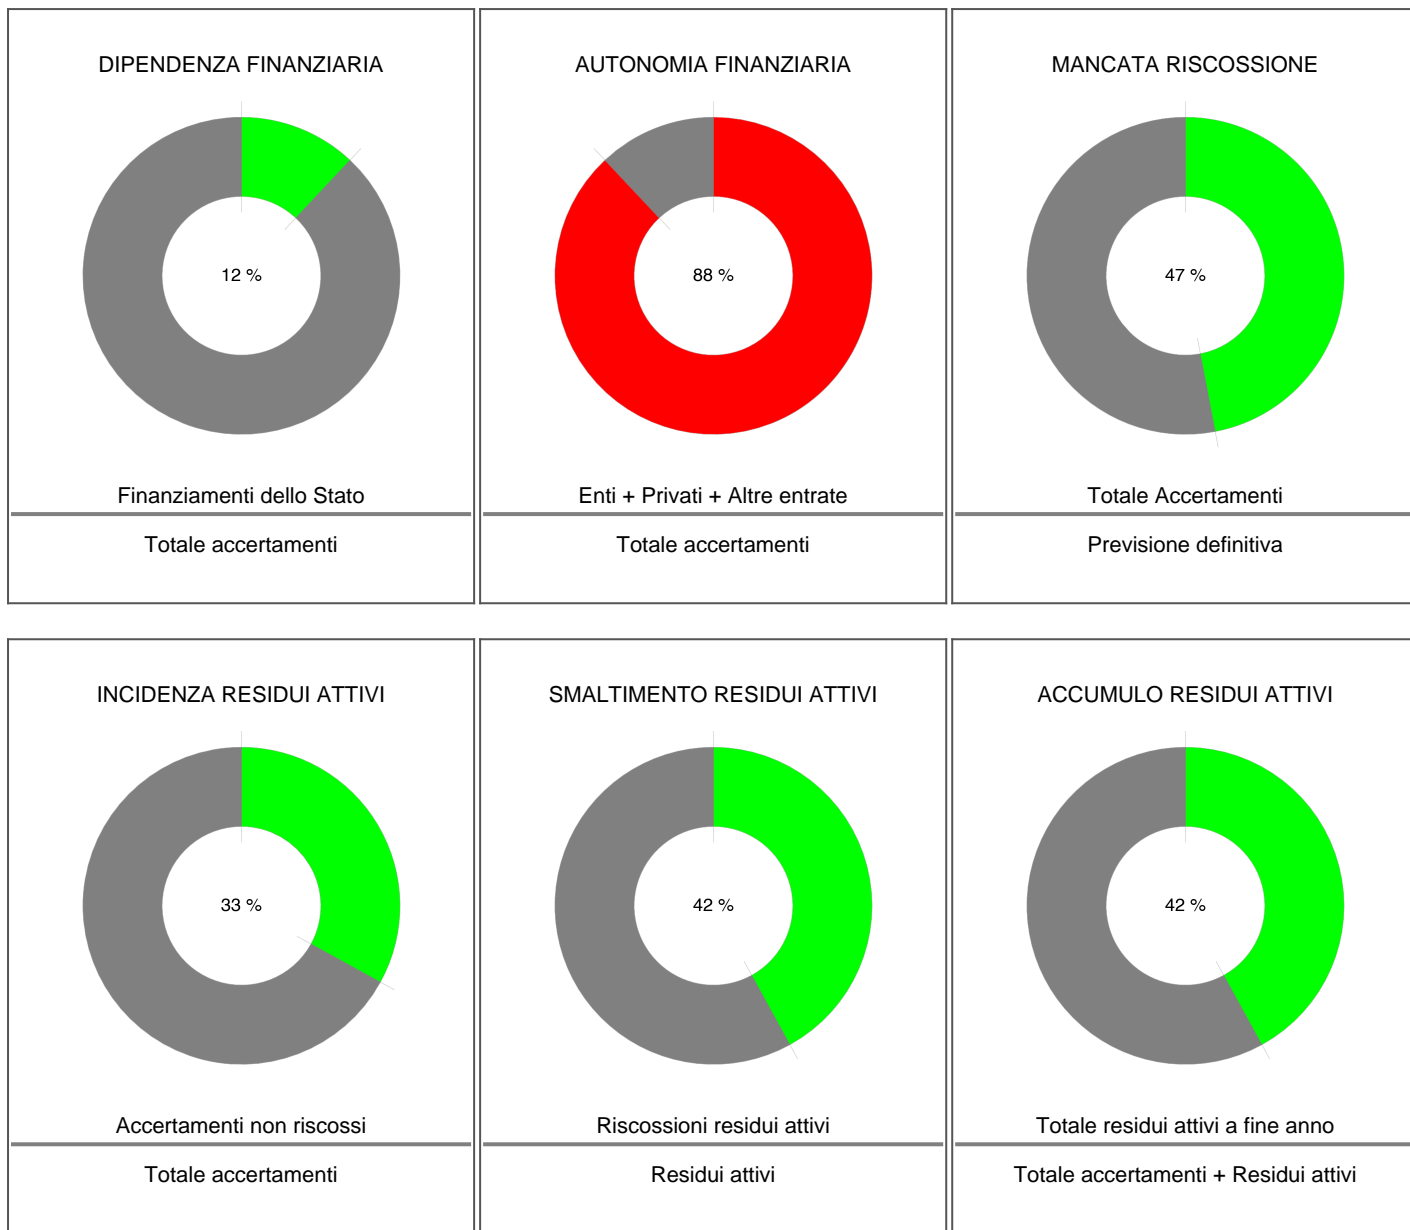 DIPENDENZA FINANZIARIA
12 %
Finanziamenti dello Stato
Totale accertamenti
AUTONOMIA FINANZIARIA
88 %
Enti + Privati + Altre entrate
Totale accertamenti
MANCATA RISCOSSIONE
47 %
Totale Accertamenti
Previsione definitiva
INCIDENZA RESIDUI ATTIVI
33 %
Accertamenti non riscossi
Totale accertamenti
SMALTIMENTO RESIDUI ATTIVI
42 %
Riscossioni residui attivi
Residui attivi
ACCUMULO RESIDUI ATTIVI
42 %
Totale residui attivi a fine anno
Totale accertamenti + Residui attivi